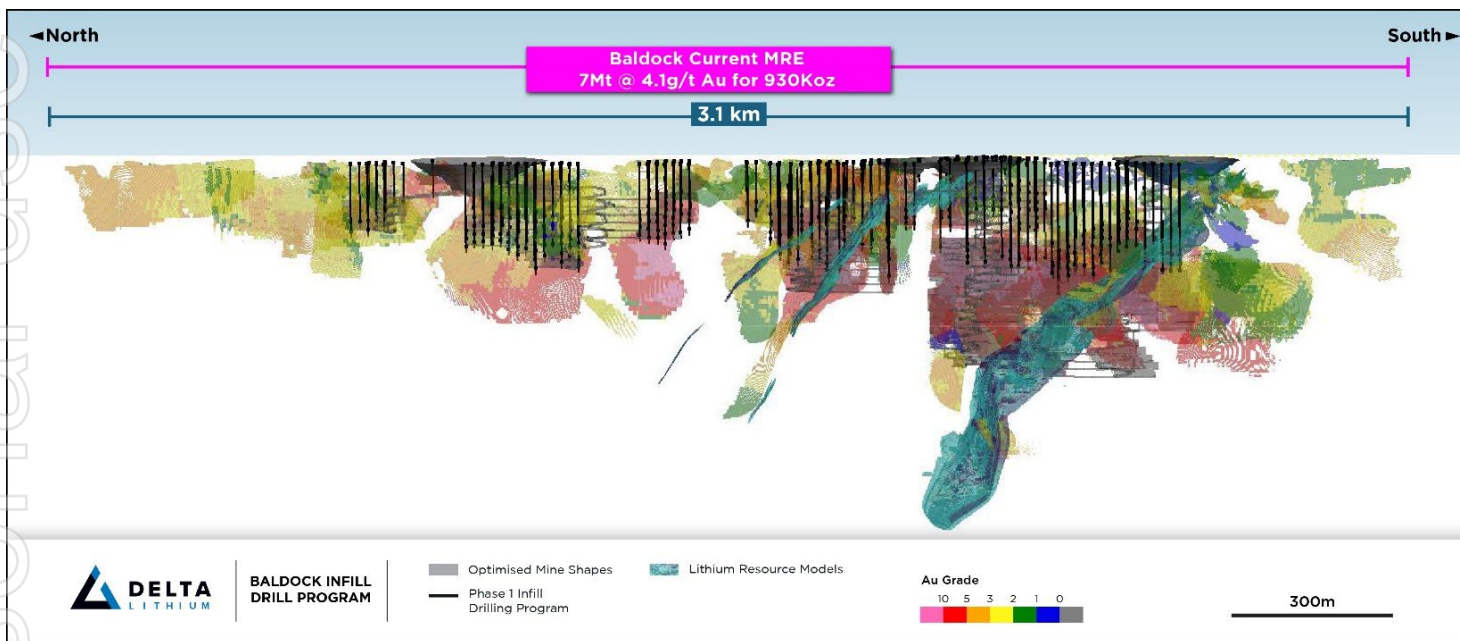 ◄North
South►
Baldock Current MRE
7Mt @ 4.1g/t Au for 930Koz
3.1 km
DELTA
LITHIUM
BALDOCK INFILL
DRILL PROGRAM
Optimised Mine Shapes
Phase 1 Infill
Drilling Program
Lithium Resource Models
Au Grade
10 5 3 2 1 0
300m